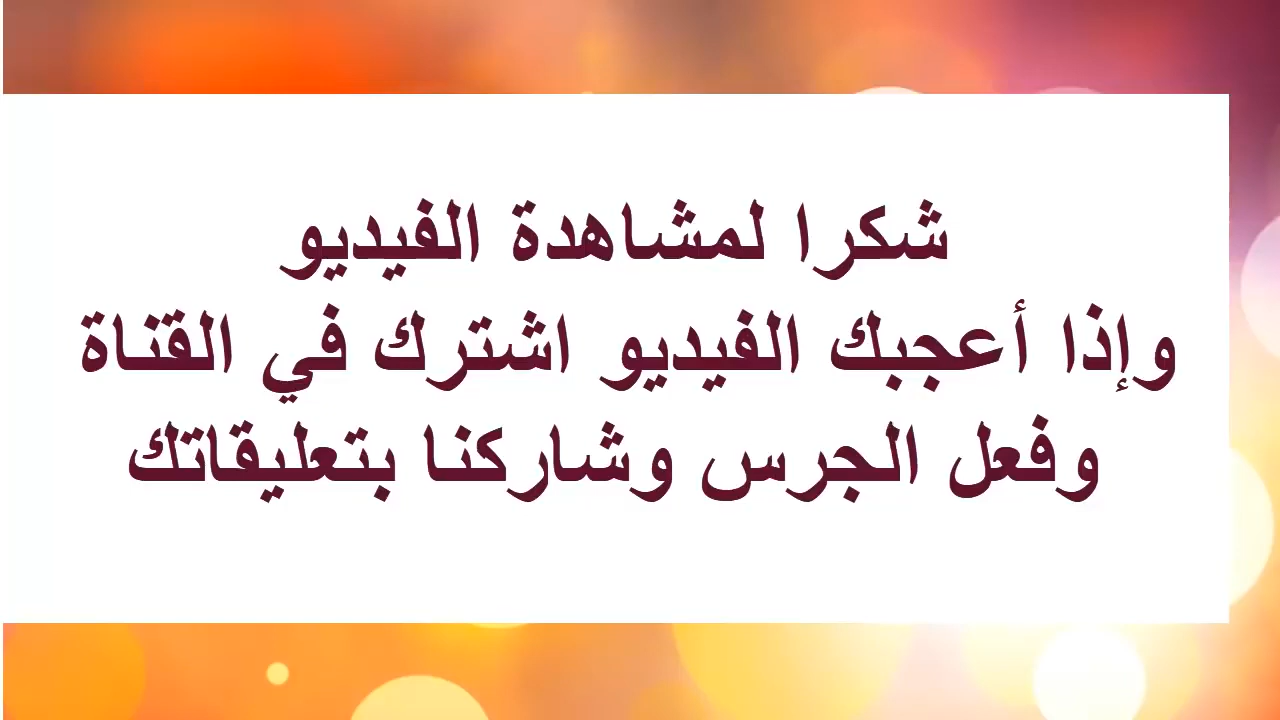 شكرا لمشاهدة الفيديو
وإذا أعجبك الفيديو اشترك في القناة
وفعل الجرس وشاركنا بتعليقاتك